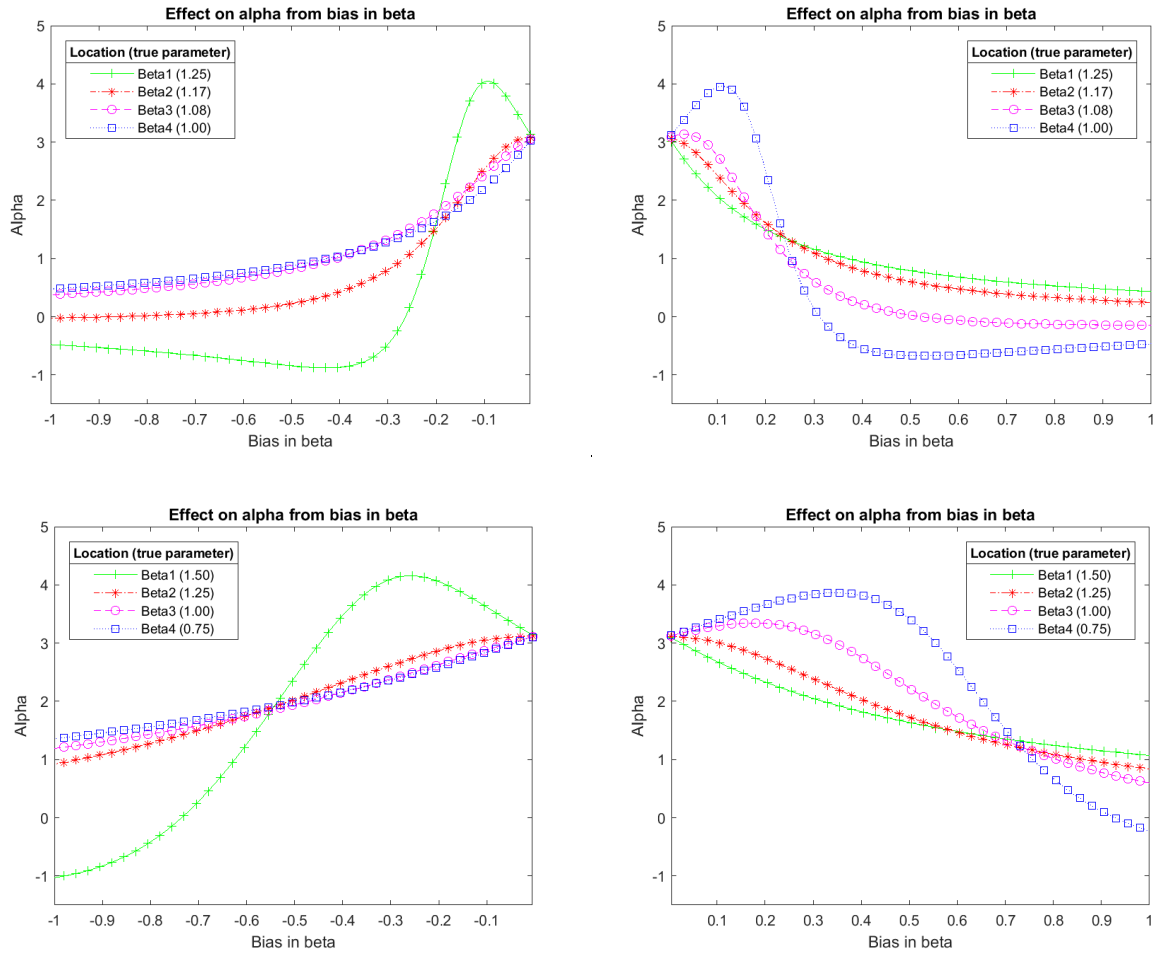 Effect on alpha from bias in beta
5
4
3
2
1
0
-1
Alpha
Location (true parameter)
Beta1 (1.25)
Beta2 (1.17)
Beta3 (1.08)
Beta4 (1.00)
-1 -0.9 -0.8 -0.7 -0.6 -0.5 -0.4 -0.3 -0.2 -0.1
Bias in beta
Effect on alpha from bias in beta
5
4
3
2
1
0
-1
Alpha
Location (true parameter)
Beta1 (1.25)
Beta2 (1.17)
Beta3 (1.08)
Beta4 (1.00)
0.1 0.2 0.3 0.4 0.5 0.6 0.7 0.8 0.9 1
Bias in beta
Effect on alpha from bias in beta
5
4
3
2
1
0
-1
Alpha
Location (true parameter)
Beta1 (1.50)
Beta2 (1.25)
Beta3 (1.00)
Beta4 (0.75)
-1 -0.9 -0.8 -0.7 -0.6 -0.5 -0.4 -0.3 -0.2 -0.1
Bias in beta
Effect on alpha from bias in beta
5
4
3
2
1
0
-1
Alpha
Location (true parameter)
Beta1 (1.50)
Beta2 (1.25)
Beta3 (1.00)
Beta4 (0.75)
0.1 0.2 0.3 0.4 0.5 0.6 0.7 0.8 0.9 1
Bias in beta